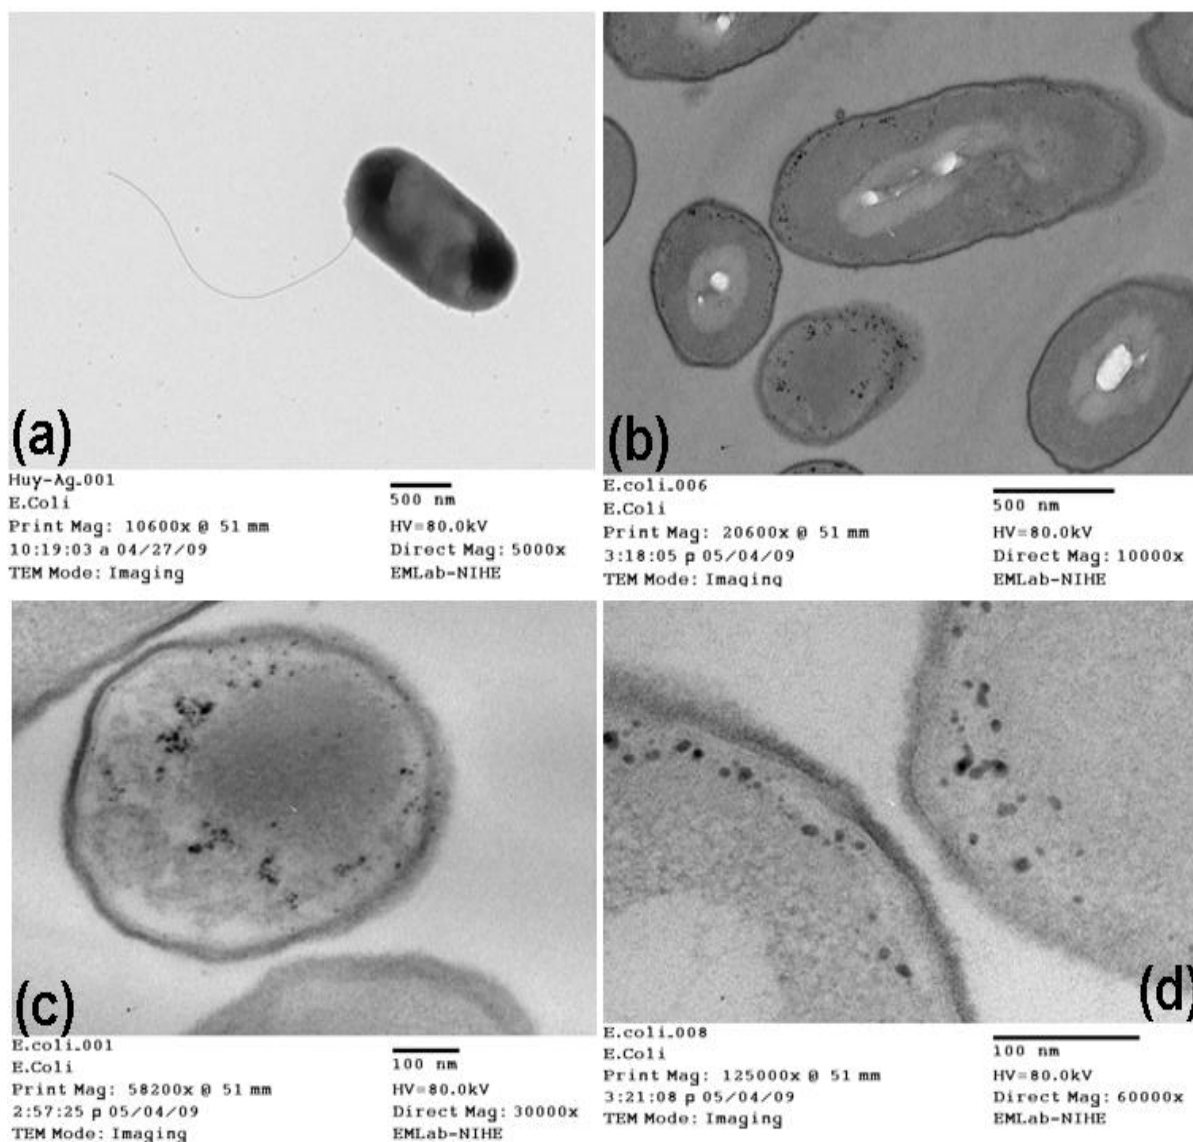 (a)
Huy-Ag.001
E.Coli
Print Mag: 10600x @ 51 mm
10:19:03 a 04/27/09
TEM Mode: Imaging
500 nm
HV=80.0kV
Direct Mag: 5000x
EMLab-NIHE
(b)
E.coli.006
E.Coli
Print Mag: 20600x @ 51 mm
3:18:05 p 05/04/09
TEM Mode: Imaging
500 nm
HV=80.0kV
Direct Mag: 10000x
EMLab-NIHE
(c)
E.coli.001
E.Coli
Print Mag: 58200x @ 51 mm
2:57:25 p 05/04/09
TEM Mode: Imaging
100 nm
HV=80.0kV
Direct Mag: 30000x
EMLab-NIHE
(d)
E.coli.008
E.Coli
Print Mag: 125000x @ 51 mm
3:21:08 p 05/04/09
TEM Mode: Imaging
100 nm
HV=80.0kV
Direct Mag: 60000x
EMLab-NIHE